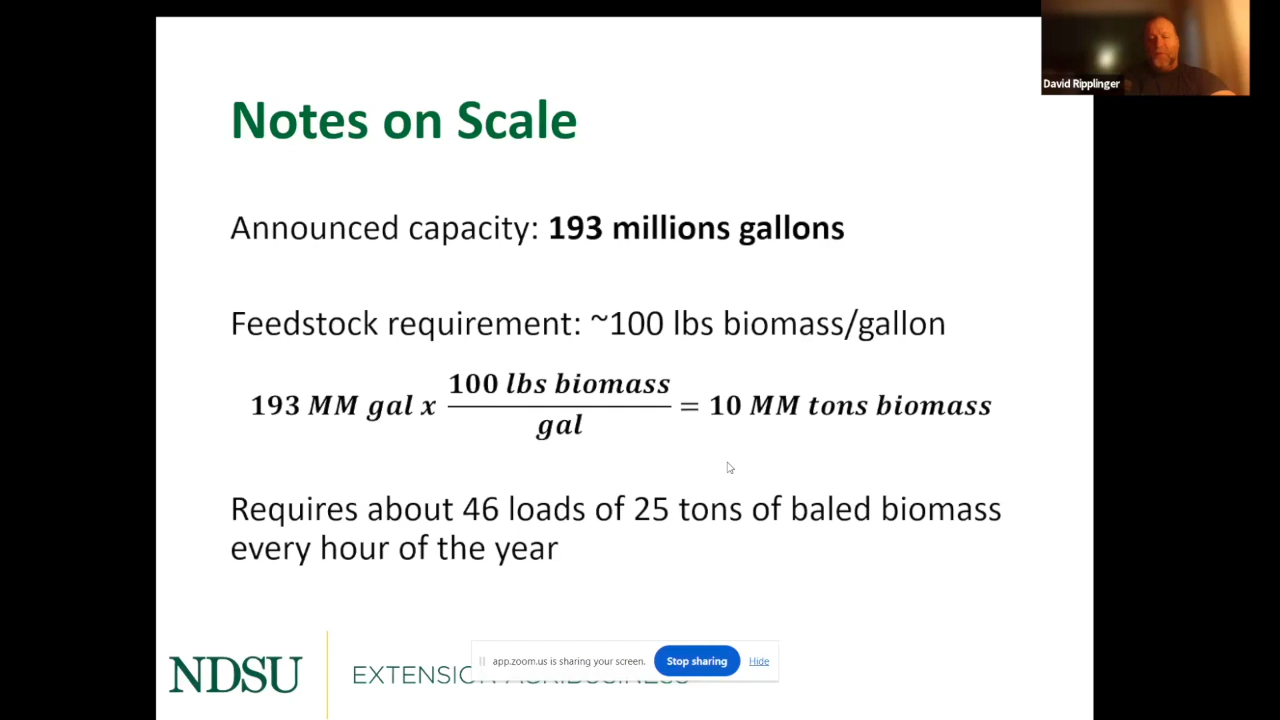 David Ripplinger
Notes on Scale
Announced capacity: 193 millions gallons
Feedstock requirement: ~100 lbs biomass/gallon
193 MM gal x 100 lbs biomass / gal = 10 MM tons biomass
Requires about 46 loads of 25 tons of baled biomass
every hour of the year
NDSU
EXTENSION AGRIBUSINESS
app.zoom.us is sharing your screen.
Stop sharing
Hide